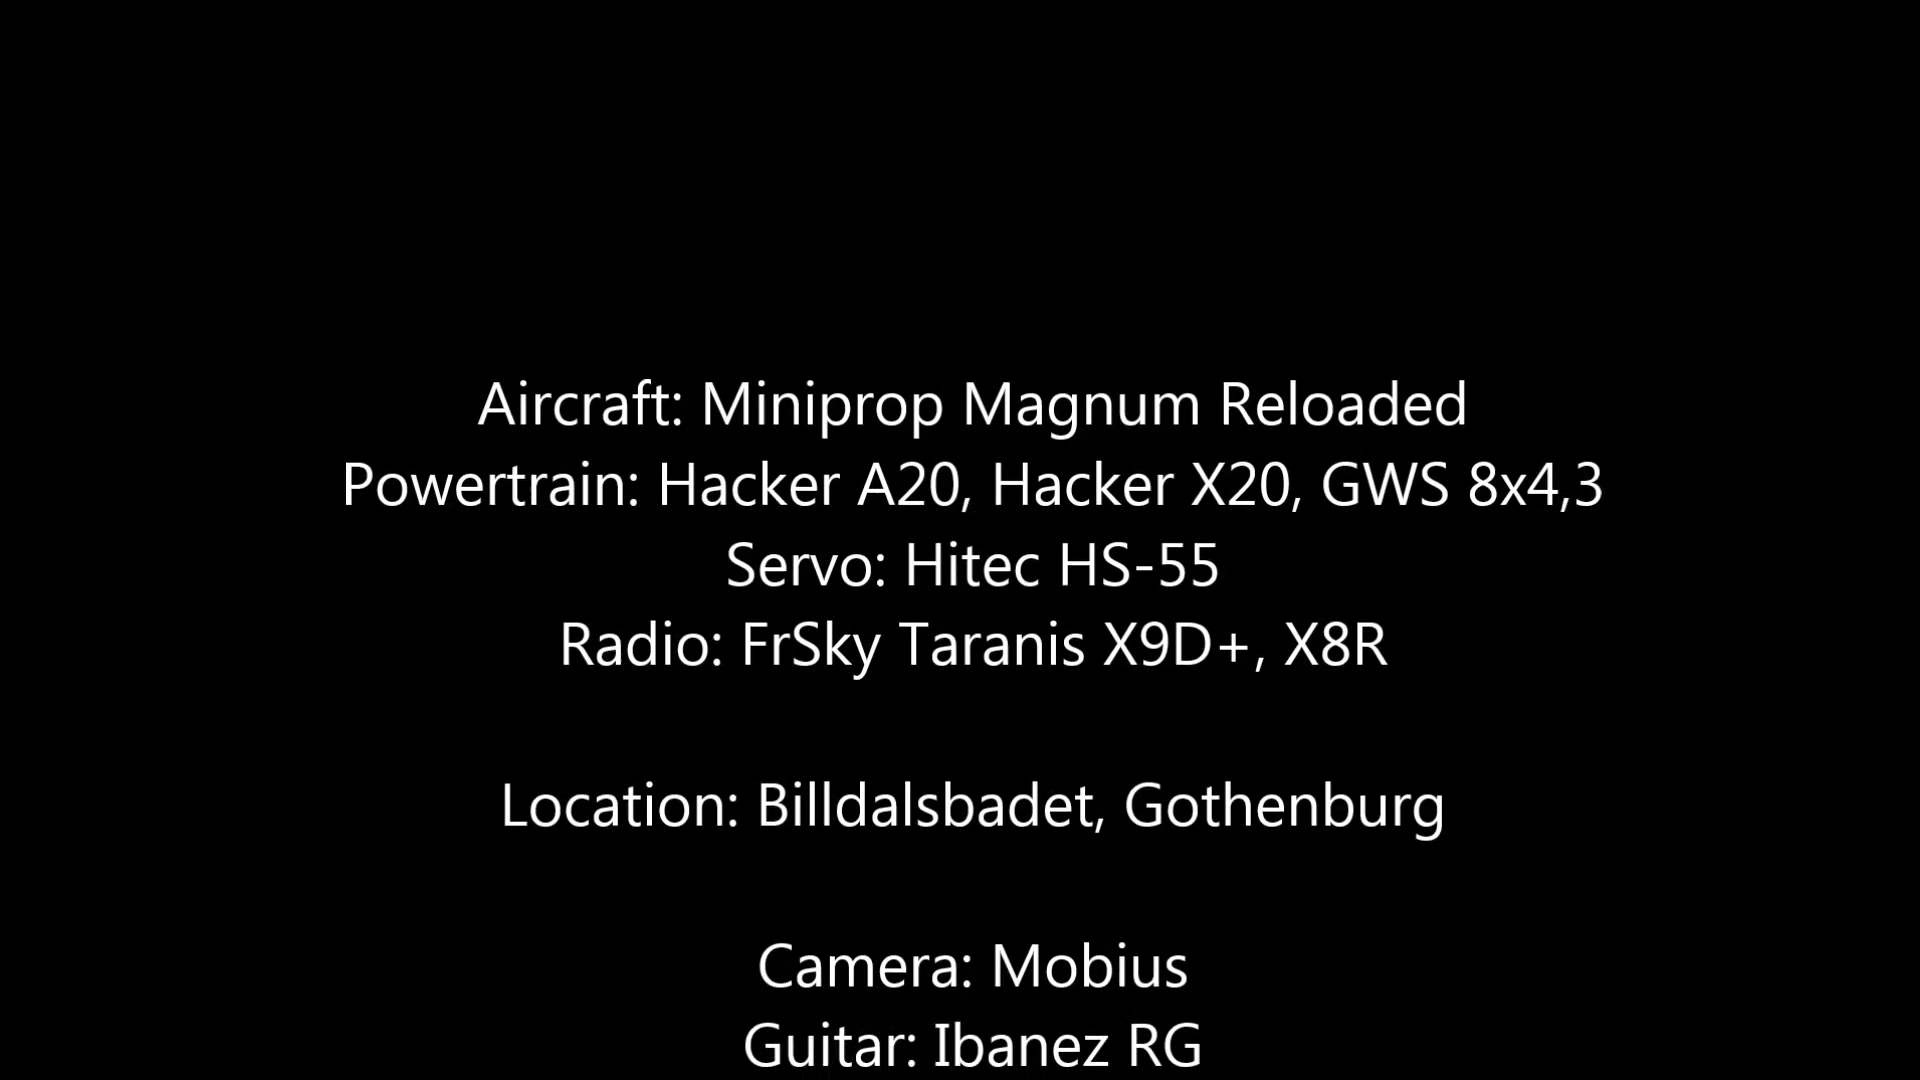 Aircraft: Miniprop Magnum Reloaded
Powertrain: Hacker A20, Hacker X20, GWS 8x4,3
Servo: Hitec HS-55
Radio: FrSky Taranis X9D+, X8R
Location: Billdalsbadet, Gothenburg
Camera: Mobius
Guitar: Ibanez RG